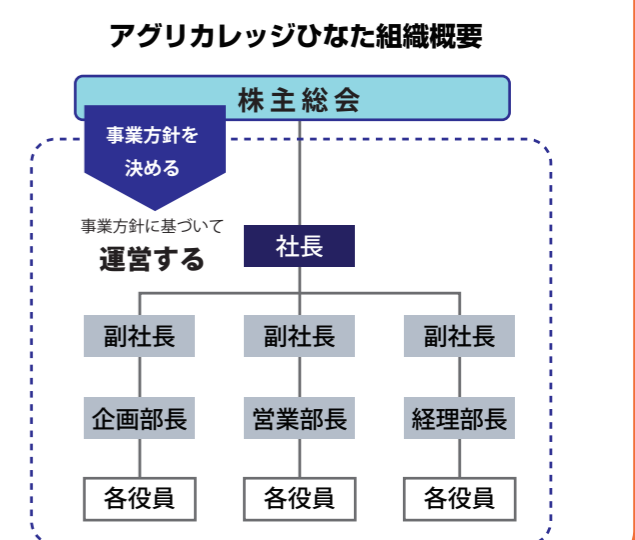 アグリカレッジひなた組織概要
株主総会
事業方針を
決める
事業方針に基づいて
運営する
社長
副社長
副社長
副社長
企画部長
営業部長
経理部長
各役員
各役員
各役員